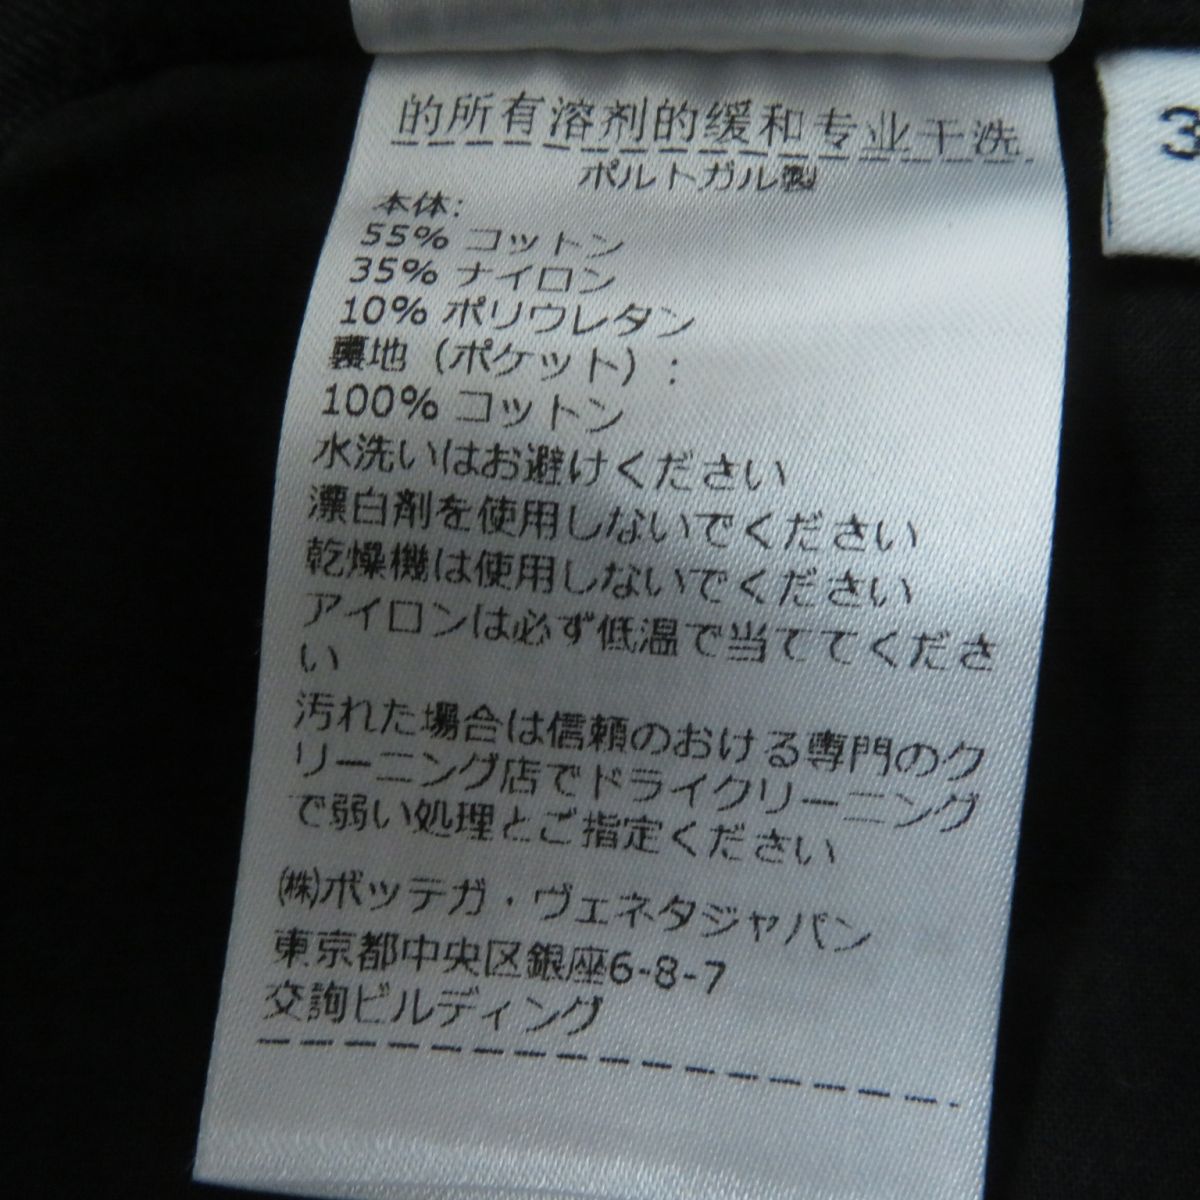 的所有溶剂的缓和专业干洗
ポルトガル製
本体:
55% コットン
35% ナイロン
10% ポリウレタン
裏地（ポケット）:
100% コットン
水洗いはお避けください
漂白剤を使用しないでください
乾燥機は使用しないでください
アイロンは必ず低温で当ててくださ
い
汚れた場合は信頼のおける専門のク
リーニング店でドライクリーニング
で弱い処理とご指定ください
㈱ボッテガ・ヴェネタジャパン
東京都中央区銀座6-8-7
交詢ビルディング
3